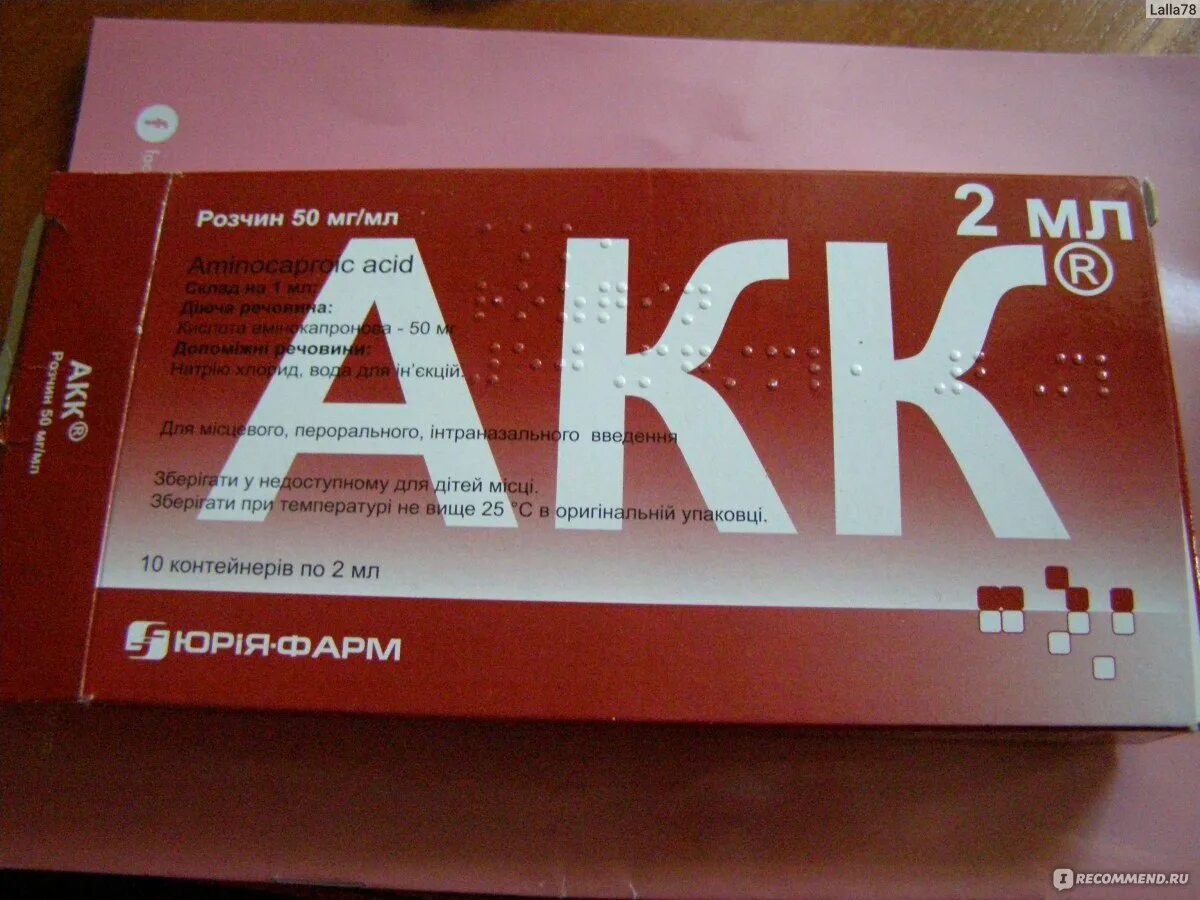 Lalla78
f
foc
Розчин 50 мг/мл
2 мл
АКК®
Aminocaproic acid
Склад на 1 мл:
Діюча речовина:
Кислота амінокапронова - 50 мг
Допоміжні речовини:
Натрію хлорид, вода для ін'єкцій.
Для місцевого, перорального, інтраназального введення
Зберігати у недоступному для дітей місці.
Зберігати при температурі не вище 25 °С в оригінальній упаковці.
10 контейнерів по 2 мл
ЮРіЯ·ФАРМ
АКК®
Розчин 50 мг/мл
IRECOMMEND.RU